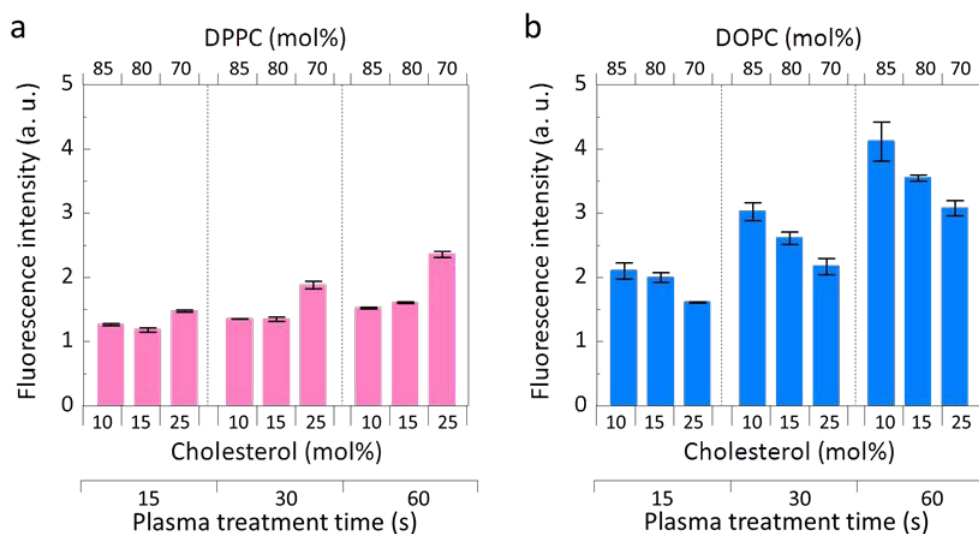 a
DPPC (mol%)
85 80 70 85 80 70 85 80 70
Fluorescence intensity (a. u.)
5
4
3
2
1
0
10 15 25 10 15 25 10 15 25
Cholesterol (mol%)
15 30 60
Plasma treatment time (s)
b
DOPC (mol%)
85 80 70 85 80 70 85 80 70
Fluorescence intensity (a. u.)
5
4
3
2
1
0
10 15 25 10 15 25 10 15 25
Cholesterol (mol%)
15 30 60
Plasma treatment time (s)